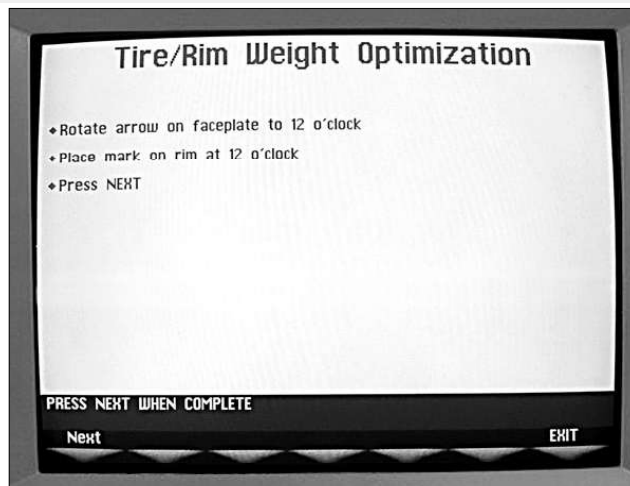 Tire/Rim Weight Optimization
◆Rotate arrow on faceplate to 12 o'clock
◆Place mark on rim at 12 o'clock
◆Press NEXT
PRESS NEXT WHEN COMPLETE
Next EXIT